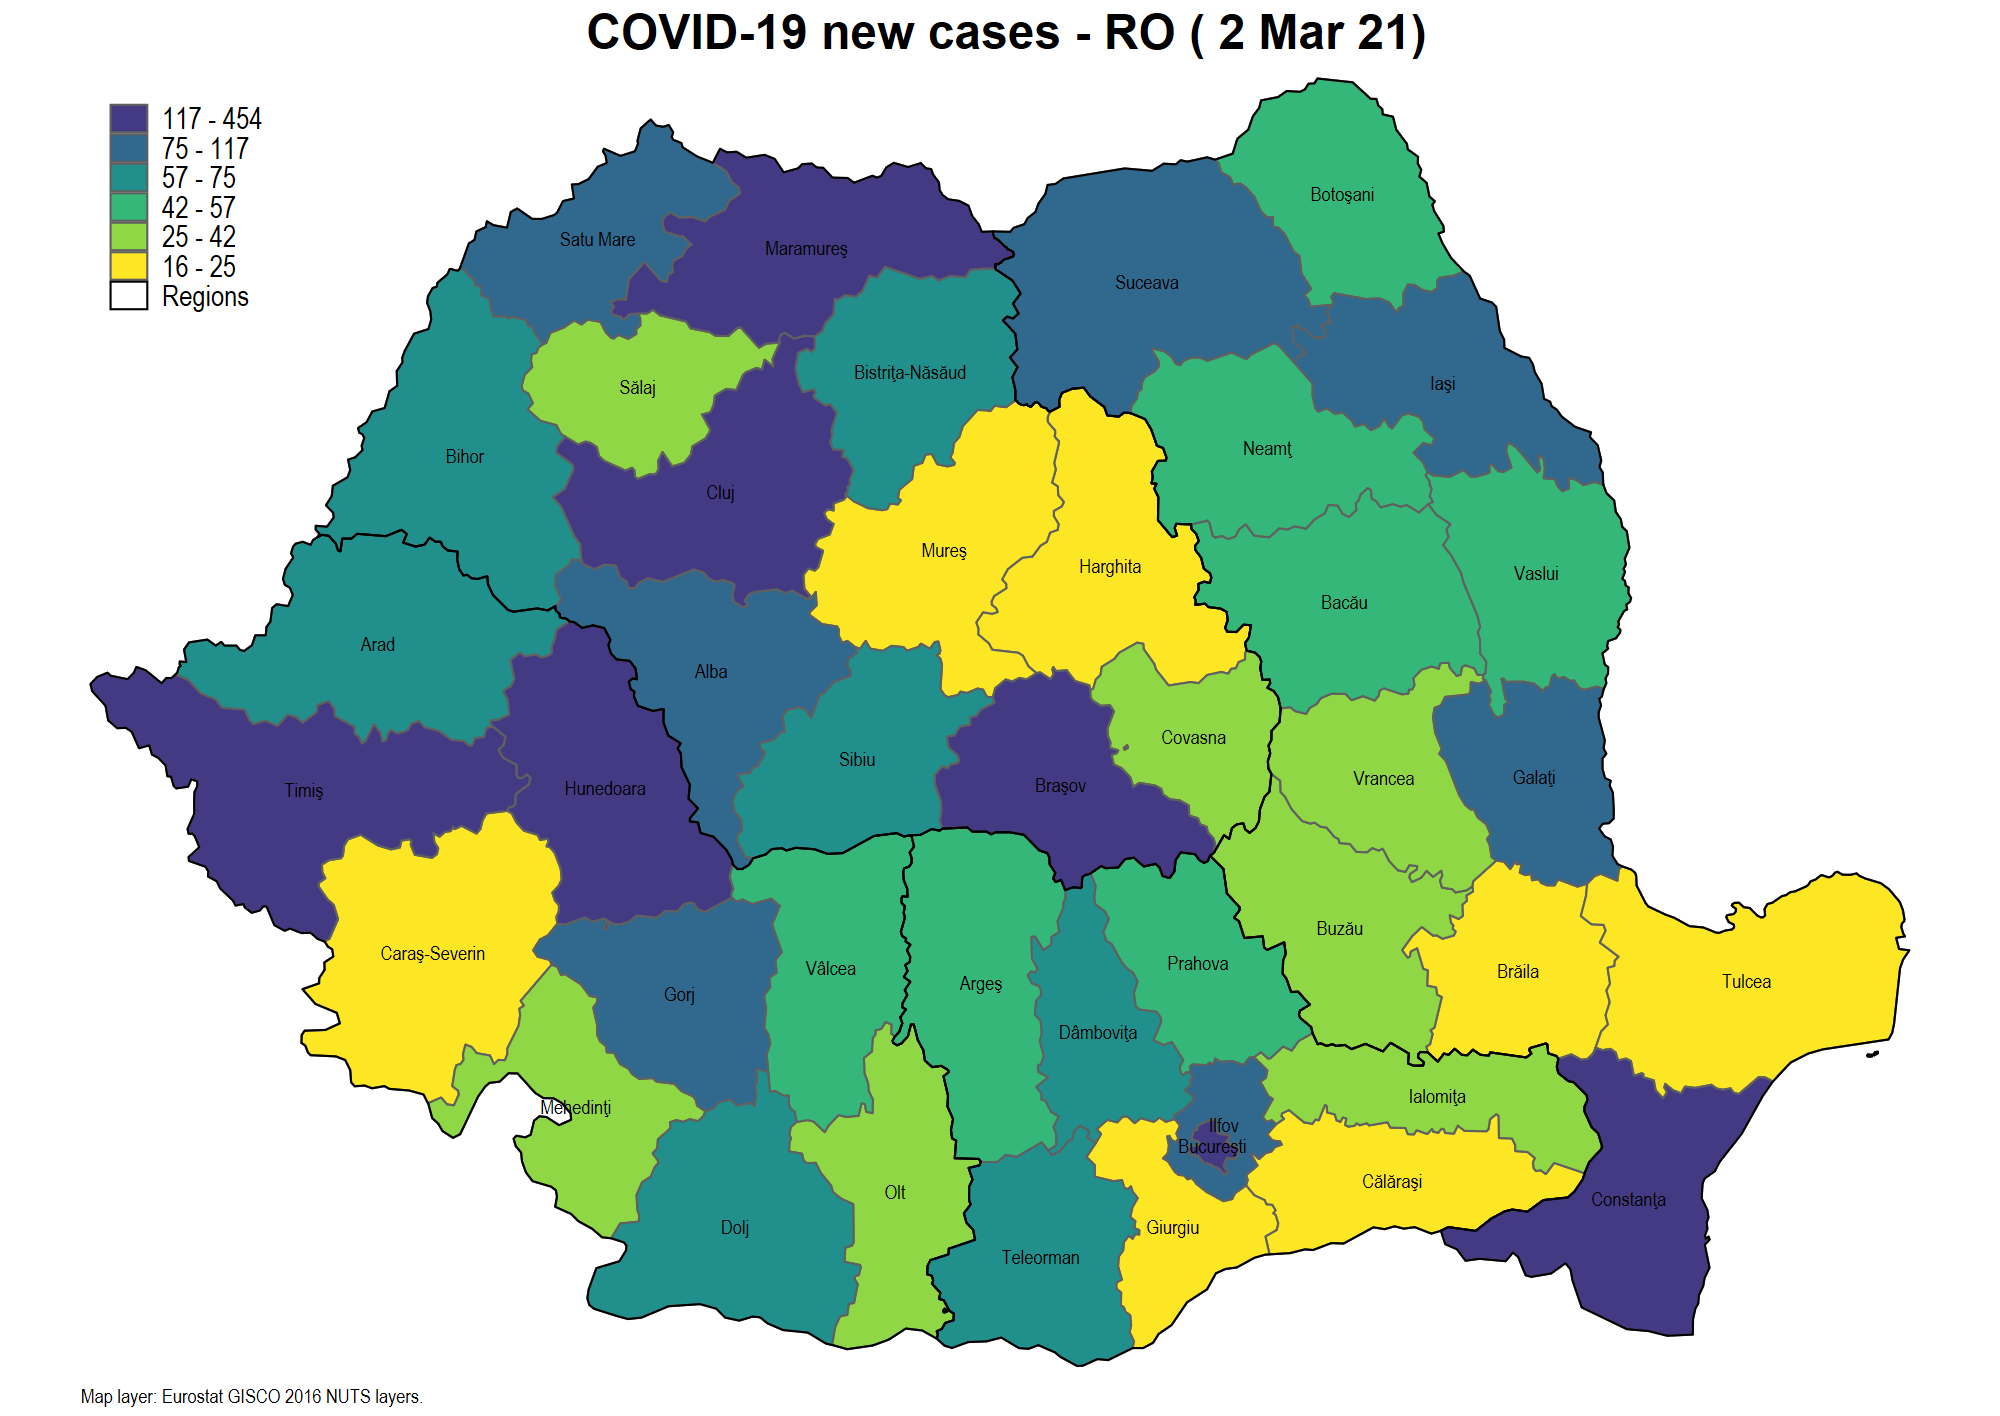 COVID-19 new cases - RO ( 2 Mar 21)
117 - 454
75 - 117
57 - 75
42 - 57
25 - 42
16 - 25
Regions
Botoşani
Satu Mare
Maramureş
Suceava
Bistriţa-Năsăud
Iaşi
Sălaj
Neamţ
Bihor
Cluj
Mureş
Harghita
Vaslui
Bacău
Arad
Alba
Covasna
Sibiu
Vrancea
Galaţi
Timiş
Hunedoara
Braşov
Buzău
Caraş-Severin
Vâlcea
Prahova
Brăila
Argeş
Tulcea
Gorj
Dâmboviţa
Ialomiţa
Mehedinţi
Ilfov
Bucureşti
Călăraşi
Olt
Constanţa
Dolj
Giurgiu
Teleorman
Map layer: Eurostat GISCO 2016 NUTS layers.